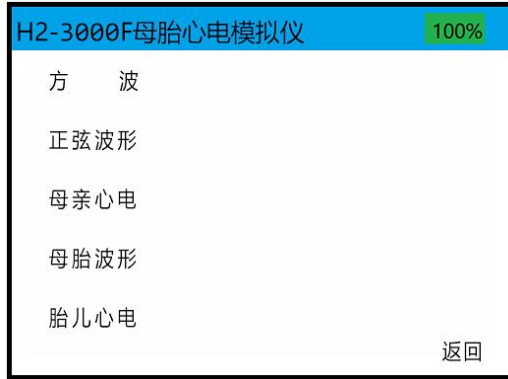 H2-3000F母胎心电模拟仪 100%
方 波
正弦波形
母亲心电
母胎波形
胎儿心电
返回